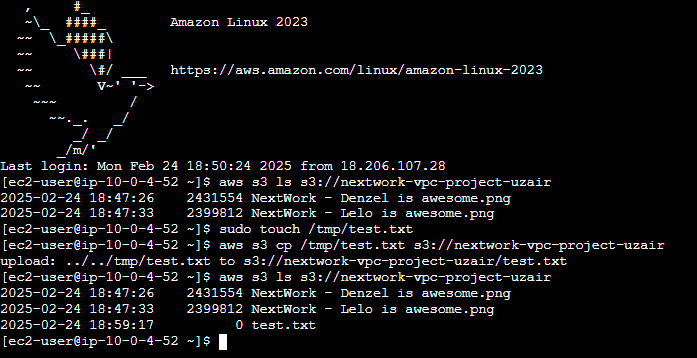 ,     #_
   ~\_  ####_        Amazon Linux 2023
  ~~  \_#####\
  ~~     \###|
  ~~       \#/ ___   https://aws.amazon.com/linux/amazon-linux-2023
   ~~       V~' '->
    ~~~         /
      ~~._.   _/
         _/ _/
       _/m/'
Last login: Mon Feb 24 18:50:24 2025 from 18.206.107.28
[ec2-user@ip-10-0-4-52 ~]$ aws s3 ls s3://nextwork-vpc-project-uzair
2025-02-24 18:47:26    2431554 NextWork - Denzel is awesome.png
2025-02-24 18:47:33    2399812 NextWork - Lelo is awesome.png
[ec2-user@ip-10-0-4-52 ~]$ sudo touch /tmp/test.txt
[ec2-user@ip-10-0-4-52 ~]$ aws s3 cp /tmp/test.txt s3://nextwork-vpc-project-uzair
upload: ../../tmp/test.txt to s3://nextwork-vpc-project-uzair/test.txt
[ec2-user@ip-10-0-4-52 ~]$ aws s3 ls s3://nextwork-vpc-project-uzair
2025-02-24 18:47:26    2431554 NextWork - Denzel is awesome.png
2025-02-24 18:47:33    2399812 NextWork - Lelo is awesome.png
2025-02-24 18:59:17          0 test.txt
[ec2-user@ip-10-0-4-52 ~]$